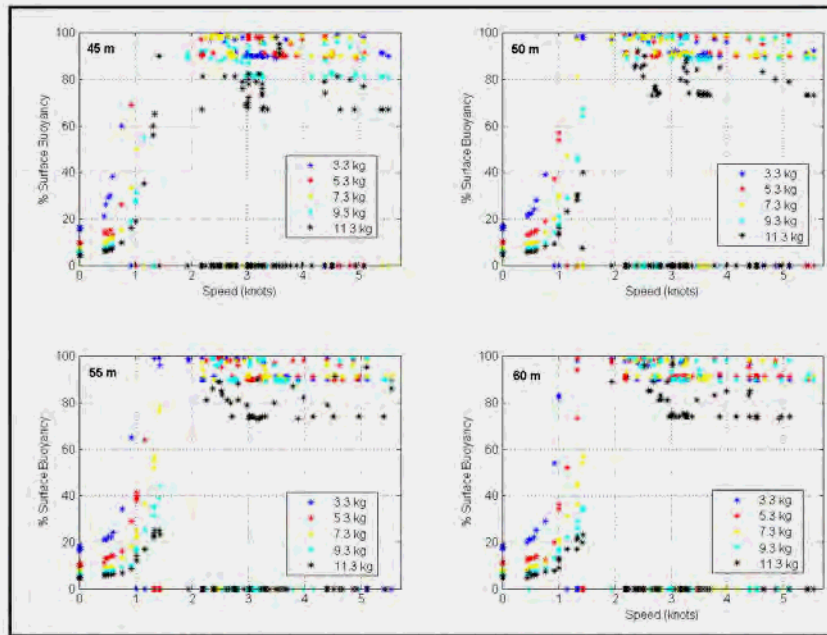 45 m
50 m
% Surface Buoyancy
% Surface Buoyancy
100
80
60
40
20
0
100
80
60
40
20
0
3.3 kg
5.3 kg
7.3 kg
9.3 kg
11.3 kg
3.3 kg
5.3 kg
7.3 kg
9.3 kg
11.3 kg
0 1 2 3 4 5
0 1 2 3 4 5
Speed (knots)
Speed (knots)
55 m
60 m
% Surface Buoyancy
% Surface Buoyancy
100
80
60
40
20
0
100
80
60
40
20
0
3.3 kg
5.3 kg
7.3 kg
9.3 kg
11.3 kg
3.3 kg
5.3 kg
7.3 kg
9.3 kg
11.3 kg
0 1 2 3 4 5
0 1 2 3 4 5
Speed (knots)
Speed (knots)